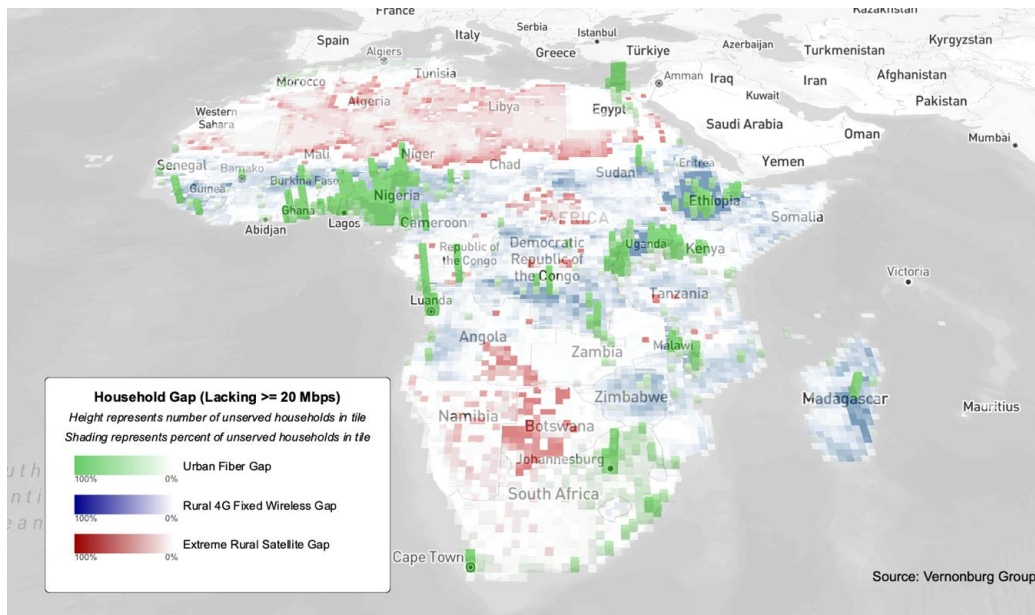 France
Kazakhstan
Spain
Italy
Serbia
Istanbul
Greece
Türkiye
Azerbaijan
Turkmenistan
Kyrgyzstan
Algiers
Tunisia
Morocco
Amman
Iraq
Iran
Afghanistan
Kuwait
Pakistan
Western
Sahara
Algeria
Libya
Egypt
Saudi Arabia
Oman
Mumbai
Mali
Niger
Chad
Sudan
Eritrea
Yemen
Senegal
Bamako
Guinea
Burkina Faso
Nigeria
Ethiopia
Ghana
Abidjan
Lagos
Cameroon
AFRICA
Somalia
Republic of
the Congo
Democratic
Republic of
the Congo
Uganda
Kenya
Victoria
Luanda
Tanzania
Angola
Zambia
Malawi
Zimbabwe
Madagascar
Mauritius
Namibia
Botswana
Johannesburg
South Africa
Cape Town
Household Gap (Lacking >= 20 Mbps)
Height represents number of unserved households in tile
Shading represents percent of unserved households in tile
Urban Fiber Gap
100% 0%
Rural 4G Fixed Wireless Gap
100% 0%
Extreme Rural Satellite Gap
100% 0%
Source: Vernonburg Group